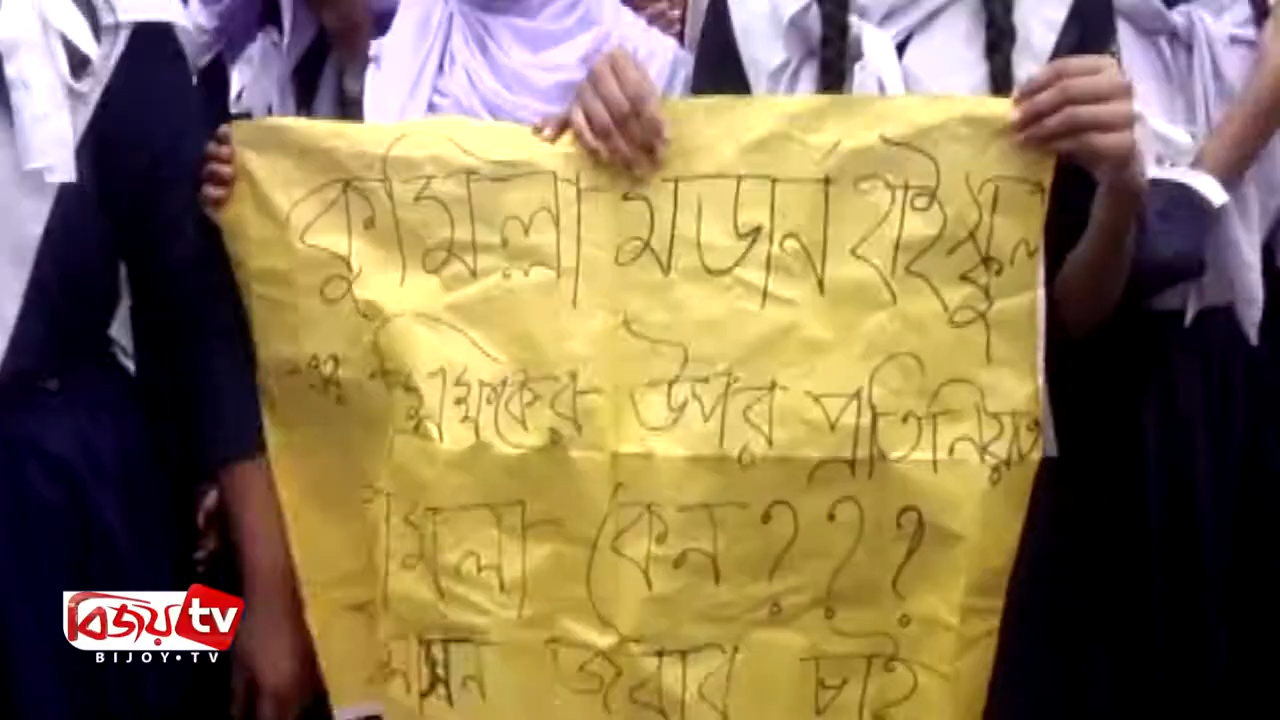 কুমিল্লা মডার্ন হাইস্কুল
শিক্ষকের উপর প্রতিনিয়ত
মলা কেন???
জবাব চাই
বিজয় tv
BIJOY•TV